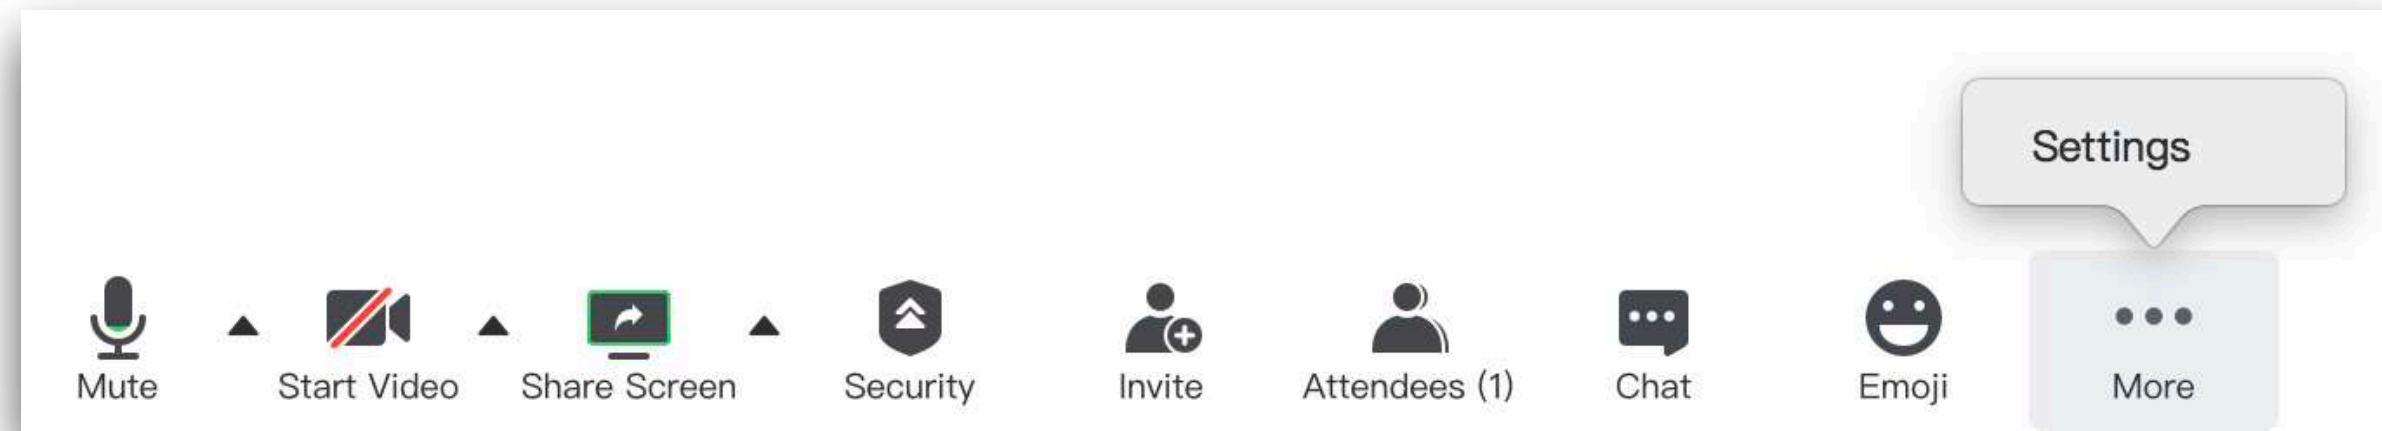 Settings
Mute
Start Video
Share Screen
Security
Invite
Attendees (1)
Chat
Emoji
More